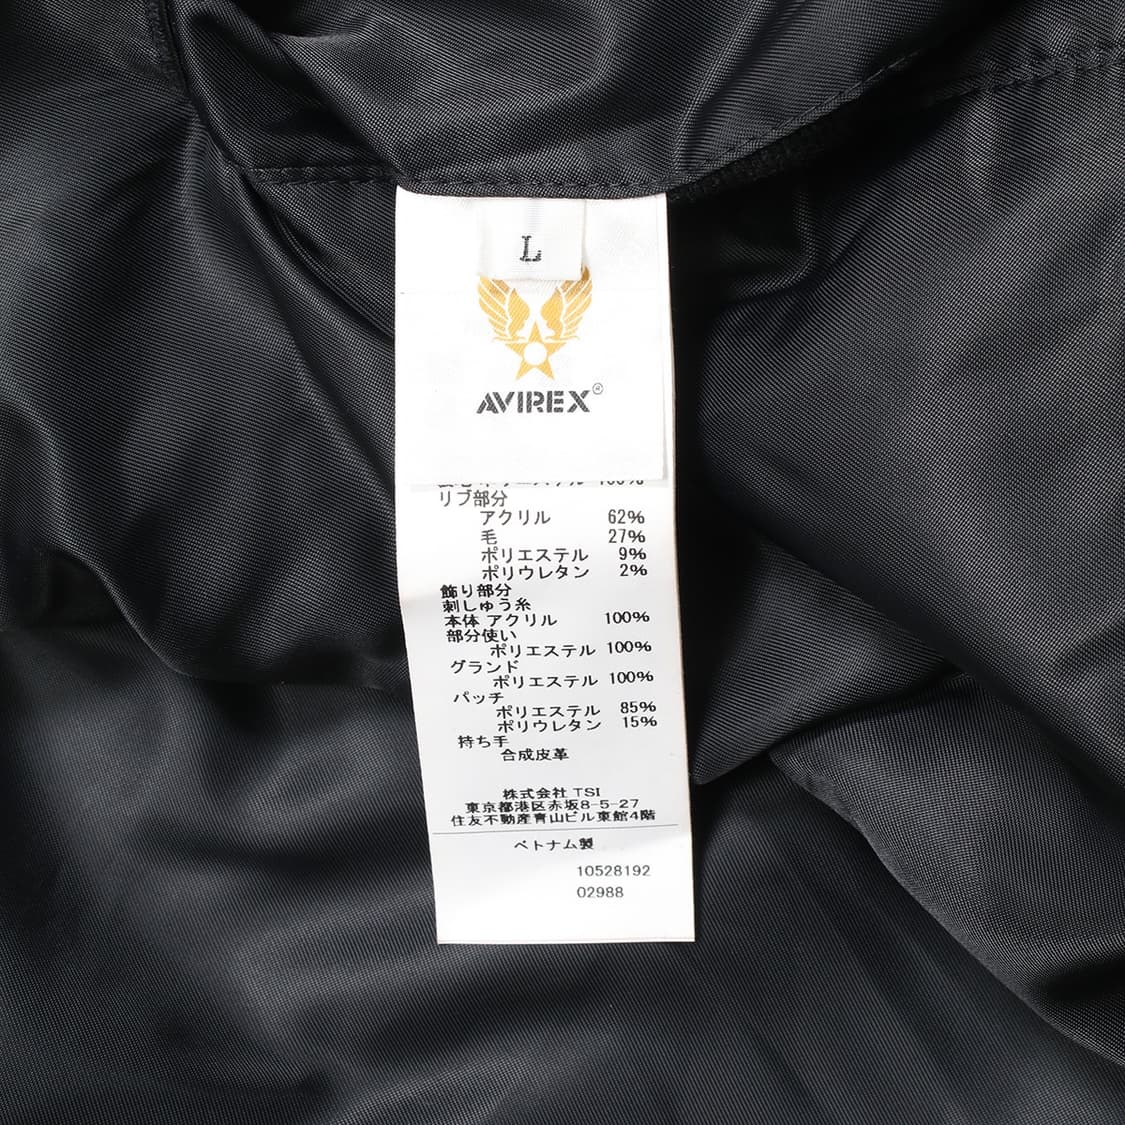 L
AVIREX®
リブ部分
アクリル 62%
毛 27%
ポリエステル 9%
ポリウレタン 2%
飾り部分
刺しゅう糸
本体 アクリル 100%
部分使い
ポリエステル 100%
グランド
ポリエステル 100%
パッチ
ポリエステル 85%
ポリウレタン 15%
持ち手
合成皮革
株式会社 TSI
東京都港区赤坂8-5-27
住友不動産青山ビル東館4階
ベトナム製
10528192
02988